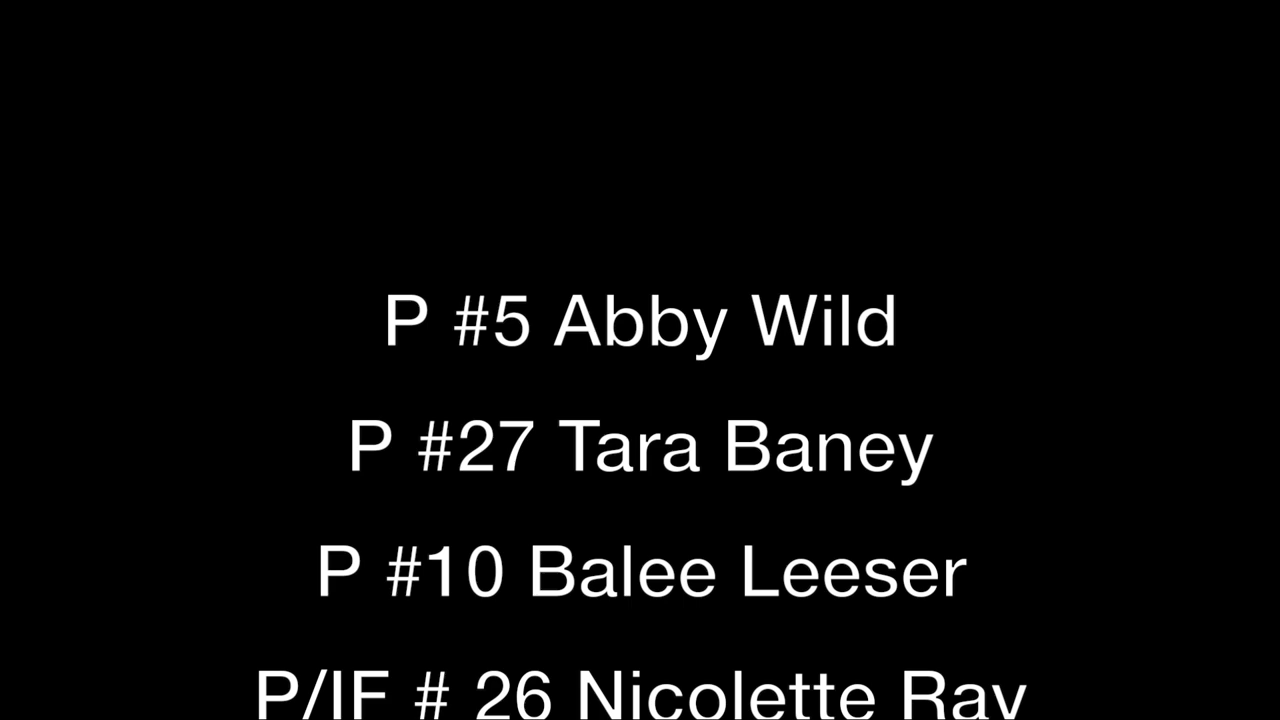 P #5 Abby Wild
P #27 Tara Baney
P #10 Balee Leeser
P/IF # 26 Nicolette Ray